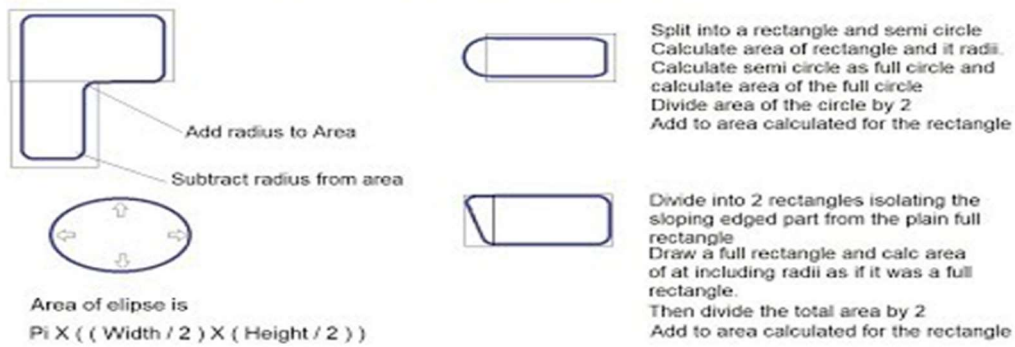 Add radius to Area
Subtract radius from area
Area of elipse is
Pi X ( ( Width / 2 ) X ( Height / 2 ) )
Split into a rectangle and semi circle
Calculate area of rectangle and it radii.
Calculate semi circle as full circle and
calculate area of the full circle
Divide area of the circle by 2
Add to area calculated for the rectangle
Divide into 2 rectangles isolating the
sloping edged part from the plain full
rectangle
Draw a full rectangle and calc area
of at including radii as if it was a full
rectangle.
Then divide the total area by 2
Add to area calculated for the rectangle